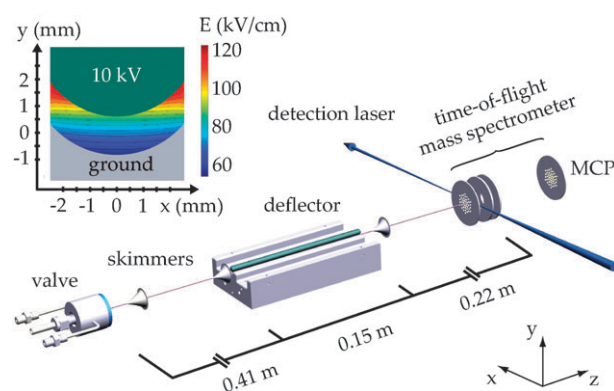 y (mm)
E (kV/cm)
120
100
80
60
10 kV
ground
2
1
0
-1
-2 -1 0 1 x (mm)
detection laser
time-of-flight
mass spectrometer
MCP
deflector
skimmers
valve
0.41 m
0.15 m
0.22 m
y
x
z